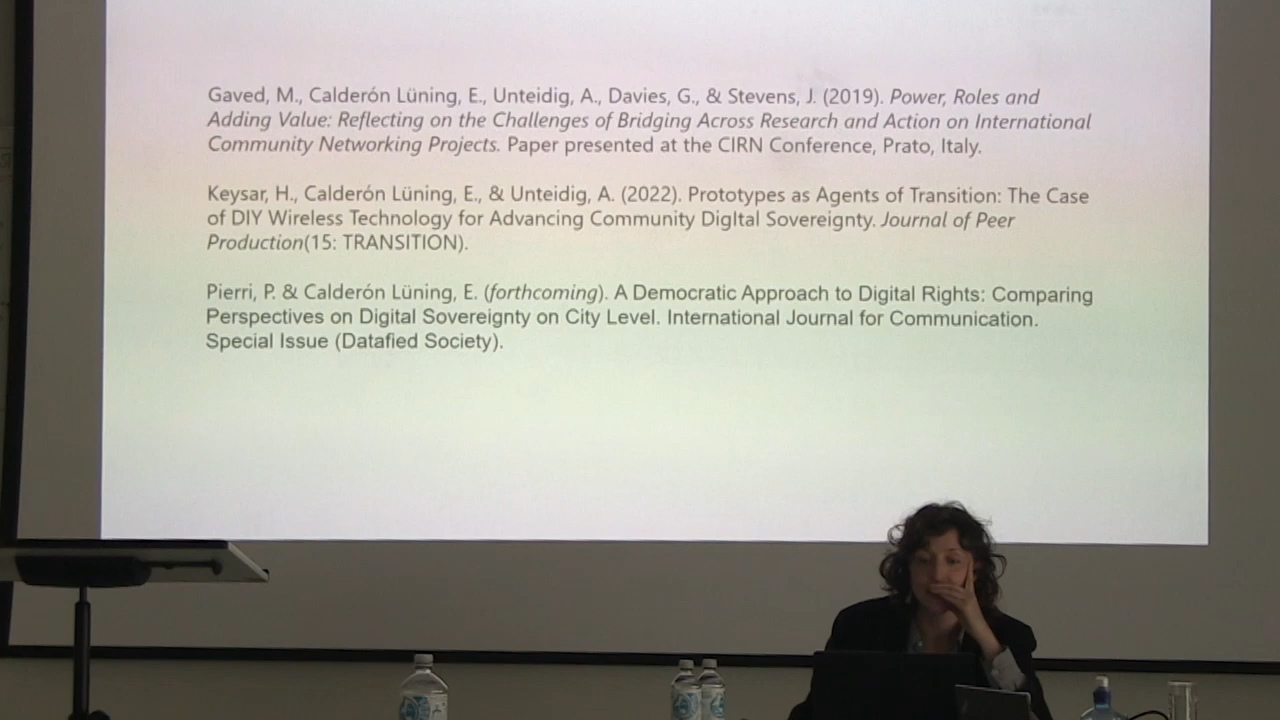 Gaved, M., Calderón Lüning, E., Unteidig, A., Davies, G., & Stevens, J. (2019). Power, Roles and
Adding Value: Reflecting on the Challenges of Bridging Across Research and Action on International
Community Networking Projects. Paper presented at the CIRN Conference, Prato, Italy.
Keysar, H., Calderón Lüning, E., & Unteidig, A. (2022). Prototypes as Agents of Transition: The Case
of DIY Wireless Technology for Advancing Community DigItal Sovereignty. Journal of Peer
Production(15: TRANSITION).
Pierri, P. & Calderón Lüning, E. (forthcoming). A Democratic Approach to Digital Rights: Comparing
Perspectives on Digital Sovereignty on City Level. International Journal for Communication.
Special Issue (Datafied Society).